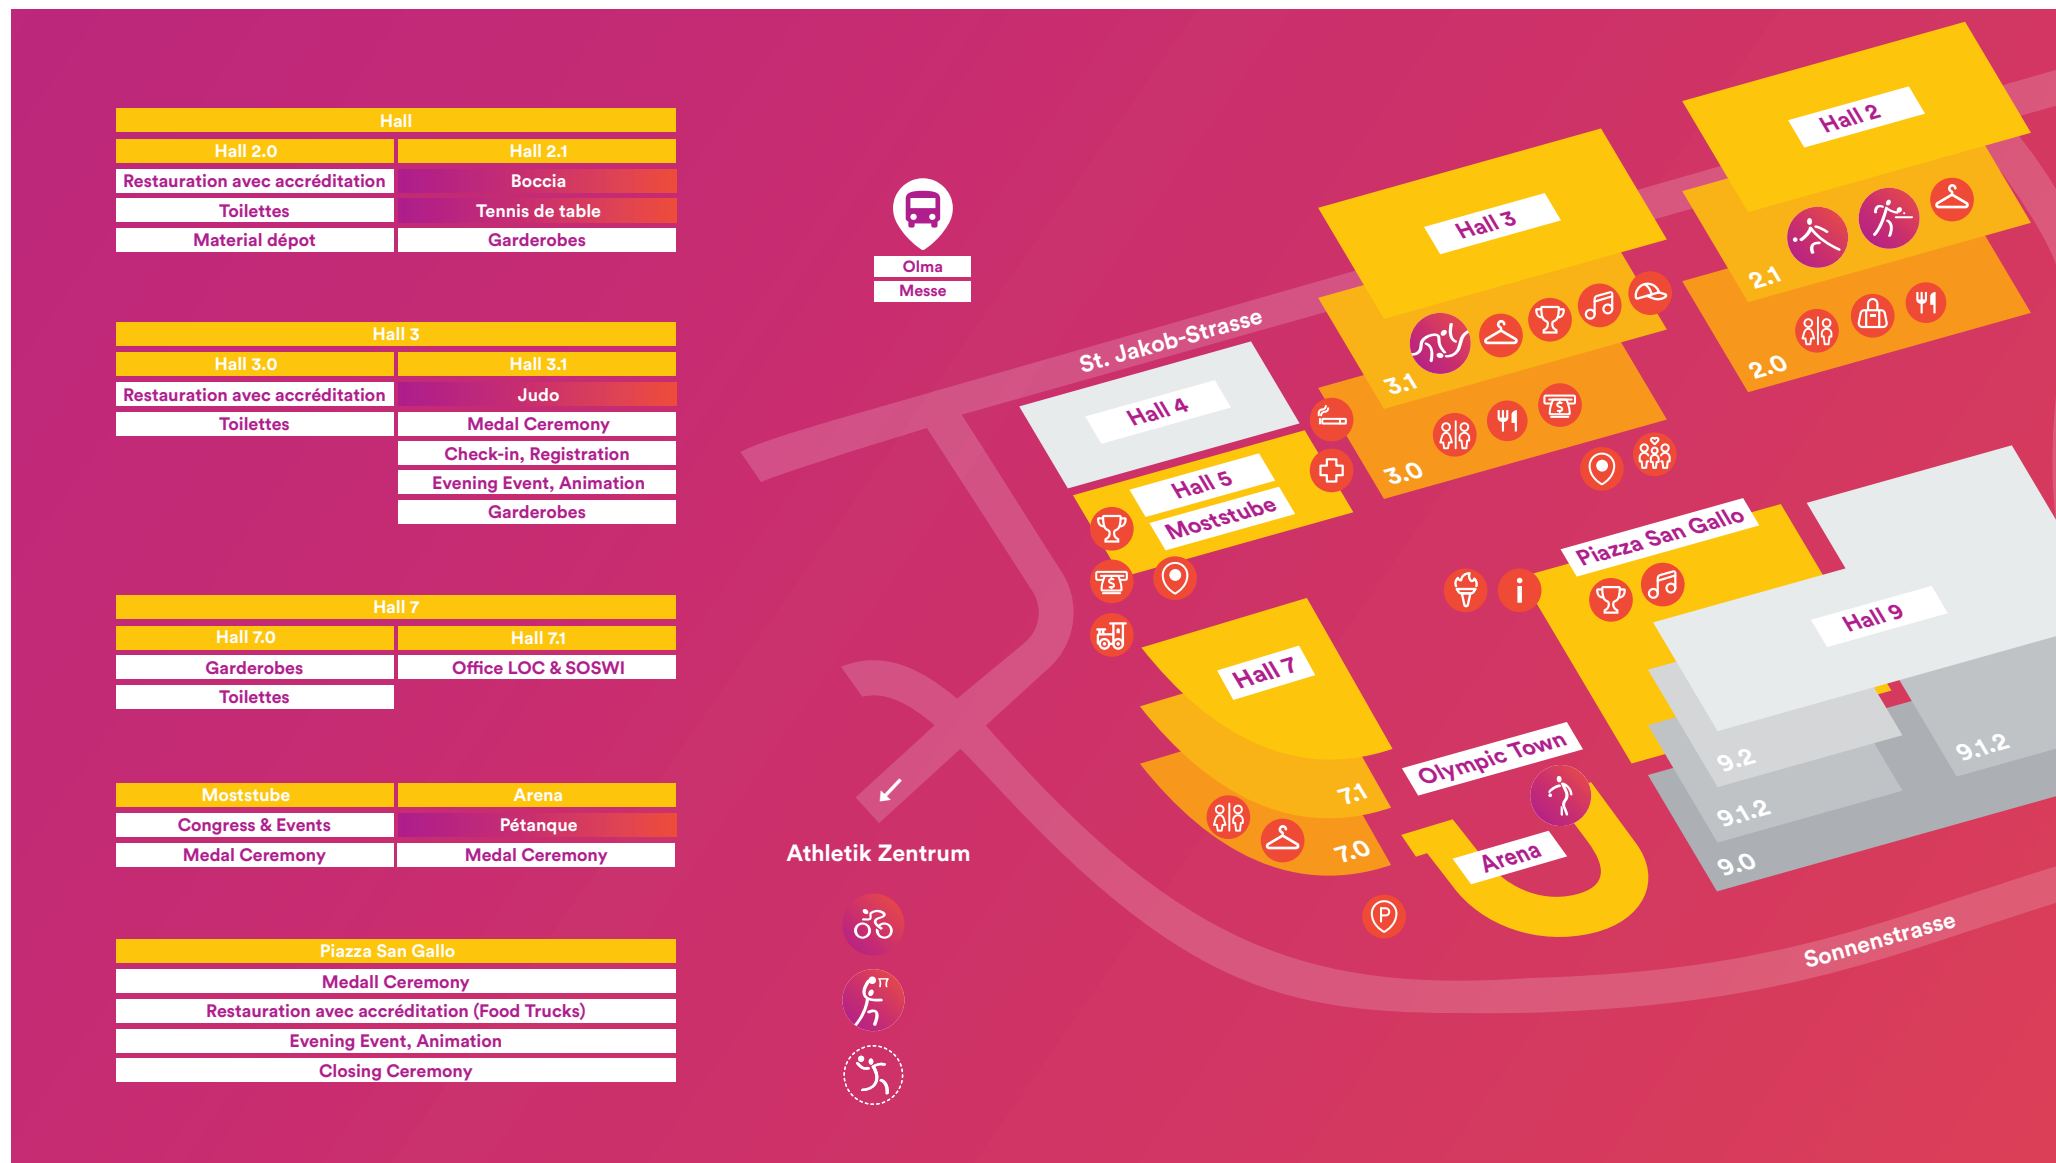 Hall
Hall 2.0
Hall 2.1
Restauration avec accréditation
Boccia
Toilettes
Tennis de table
Material dépot
Garderobes
Hall 3
Hall 3.0
Hall 3.1
Restauration avec accréditation
Judo
Toilettes
Medal Ceremony
Check-in, Registration
Evening Event, Animation
Garderobes
Hall 7
Hall 7.0
Hall 7.1
Garderobes
Office LOC & SOSWI
Toilettes
Moststube
Arena
Congress & Events
Pétanque
Medal Ceremony
Medal Ceremony
Piazza San Gallo
Medall Ceremony
Restauration avec accréditation (Food Trucks)
Evening Event, Animation
Closing Ceremony
Olma
Messe
St. Jakob-Strasse
Hall 2
2.1
2.0
Hall 3
3.1
3.0
$
Hall 4
Hall 5
Moststube
$
Piazza San Gallo
i
Hall 9
9.2
9.1.2
9.1.2
9.0
Hall 7
7.1
7.0
Olympic Town
Arena
P
Sonnenstrasse
Athletik Zentrum